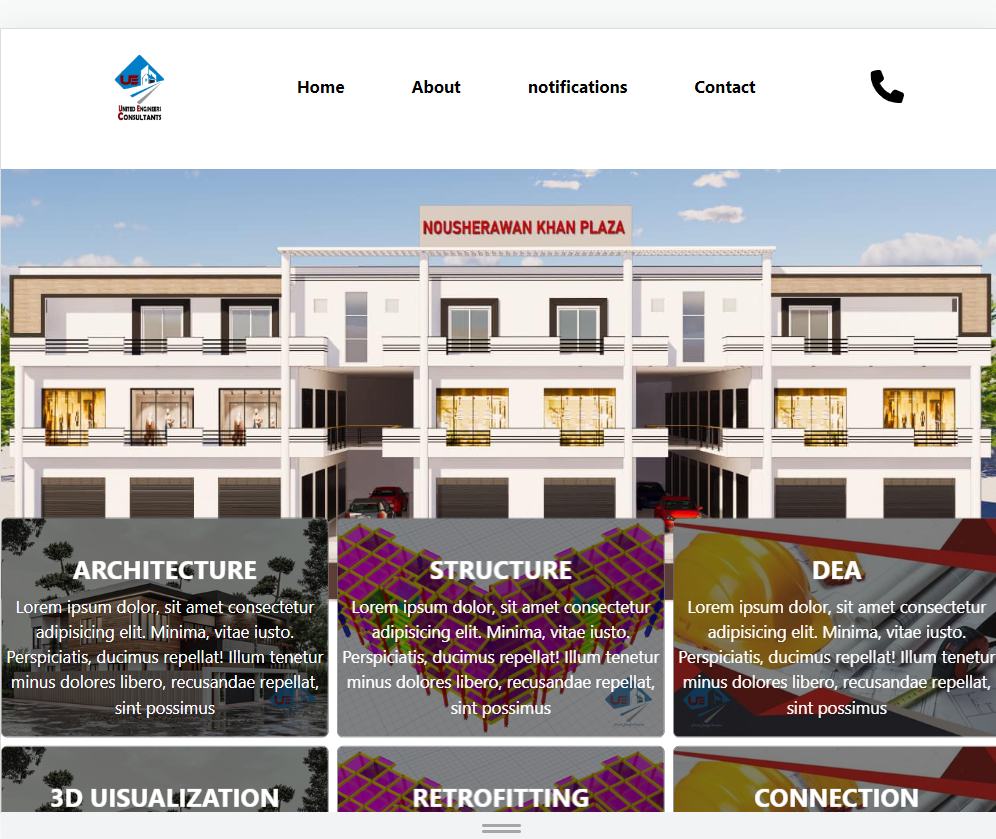 UE
UNITED ENGINEERS
CONSULTANTS
Home About notifications Contact
NOUSHERAWAN KHAN PLAZA
ARCHITECTURE
Lorem ipsum dolor, sit amet consectetur
adipisicing elit. Minima, vitae iusto.
Perspiciatis, ducimus repellat! Illum tenetur
minus dolores libero, recusandae repellat,
sint possimus
STRUCTURE
Lorem ipsum dolor, sit amet consectetur
adipisicing elit. Minima, vitae iusto.
Perspiciatis, ducimus repellat! Illum tenetur
minus dolores libero, recusandae repellat,
sint possimus
DEA
Lorem ipsum dolor, sit amet consectetur
adipisicing elit. Minima, vitae iusto.
Perspiciatis, ducimus repellat! Illum tenetur
minus dolores libero, recusandae repellat,
sint possimus
3D UISUALIZATION
RETROFITTING
CONNECTION